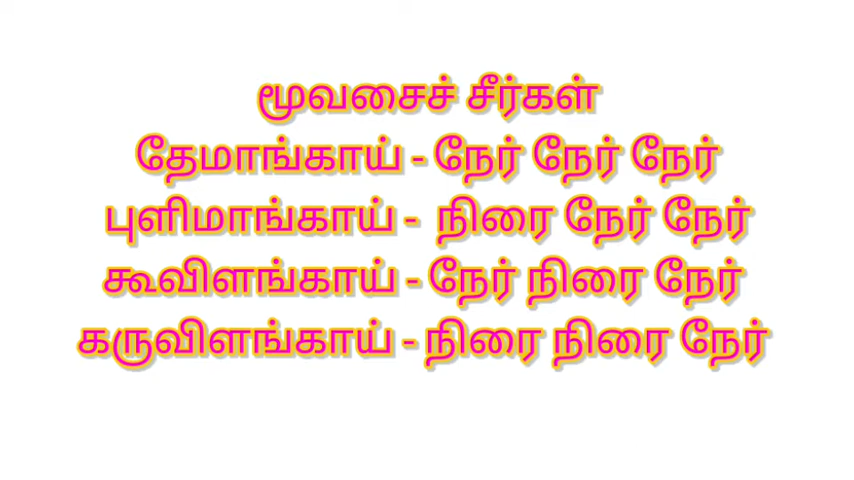 மூவசைச் சீர்கள்
தேமாங்காய் - நேர் நேர் நேர்
புளிமாங்காய் - நிரை நேர் நேர்
கூவிளங்காய் - நேர் நிரை நேர்
கருவிளங்காய் - நிரை நிரை நேர்